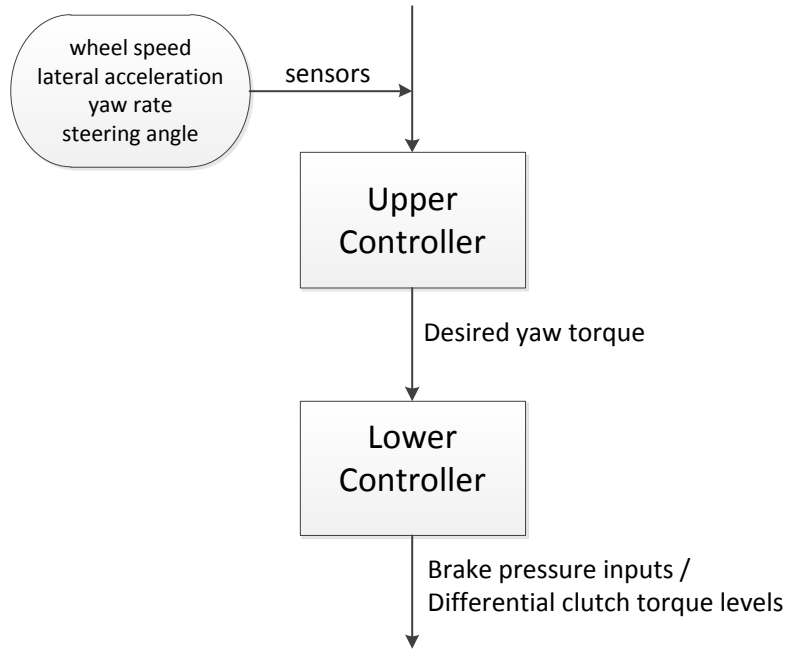 wheel speed
lateral acceleration
yaw rate
steering angle
sensors
Upper
Controller
Desired yaw torque
Lower
Controller
Brake pressure inputs /
Differential clutch torque levels